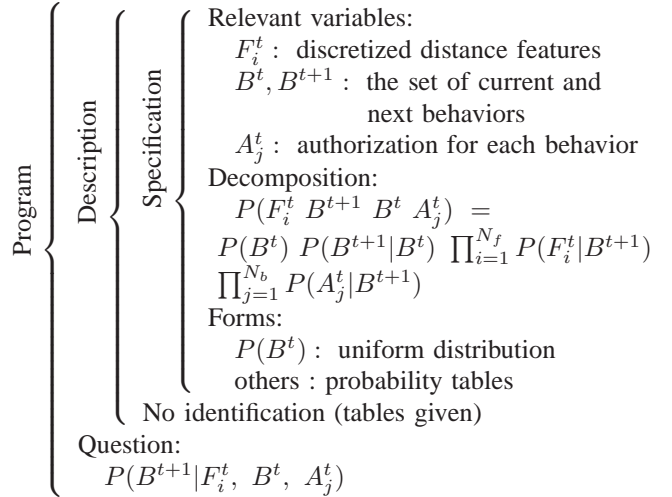 Program
Description
Specification
Relevant variables:
F_i^t : discretized distance features
B^t, B^{t+1} : the set of current and
next behaviors
A_j^t : authorization for each behavior
Decomposition:
P(F_i^t B^{t+1} B^t A_j^t) =
P(B^t) P(B^{t+1}|B^t) ∏_{i=1}^{N_f} P(F_i^t|B^{t+1})
∏_{j=1}^{N_b} P(A_j^t|B^{t+1})
Forms:
P(B^t) : uniform distribution
others : probability tables
No identification (tables given)
Question:
P(B^{t+1}|F_i^t, B^t, A_j^t)